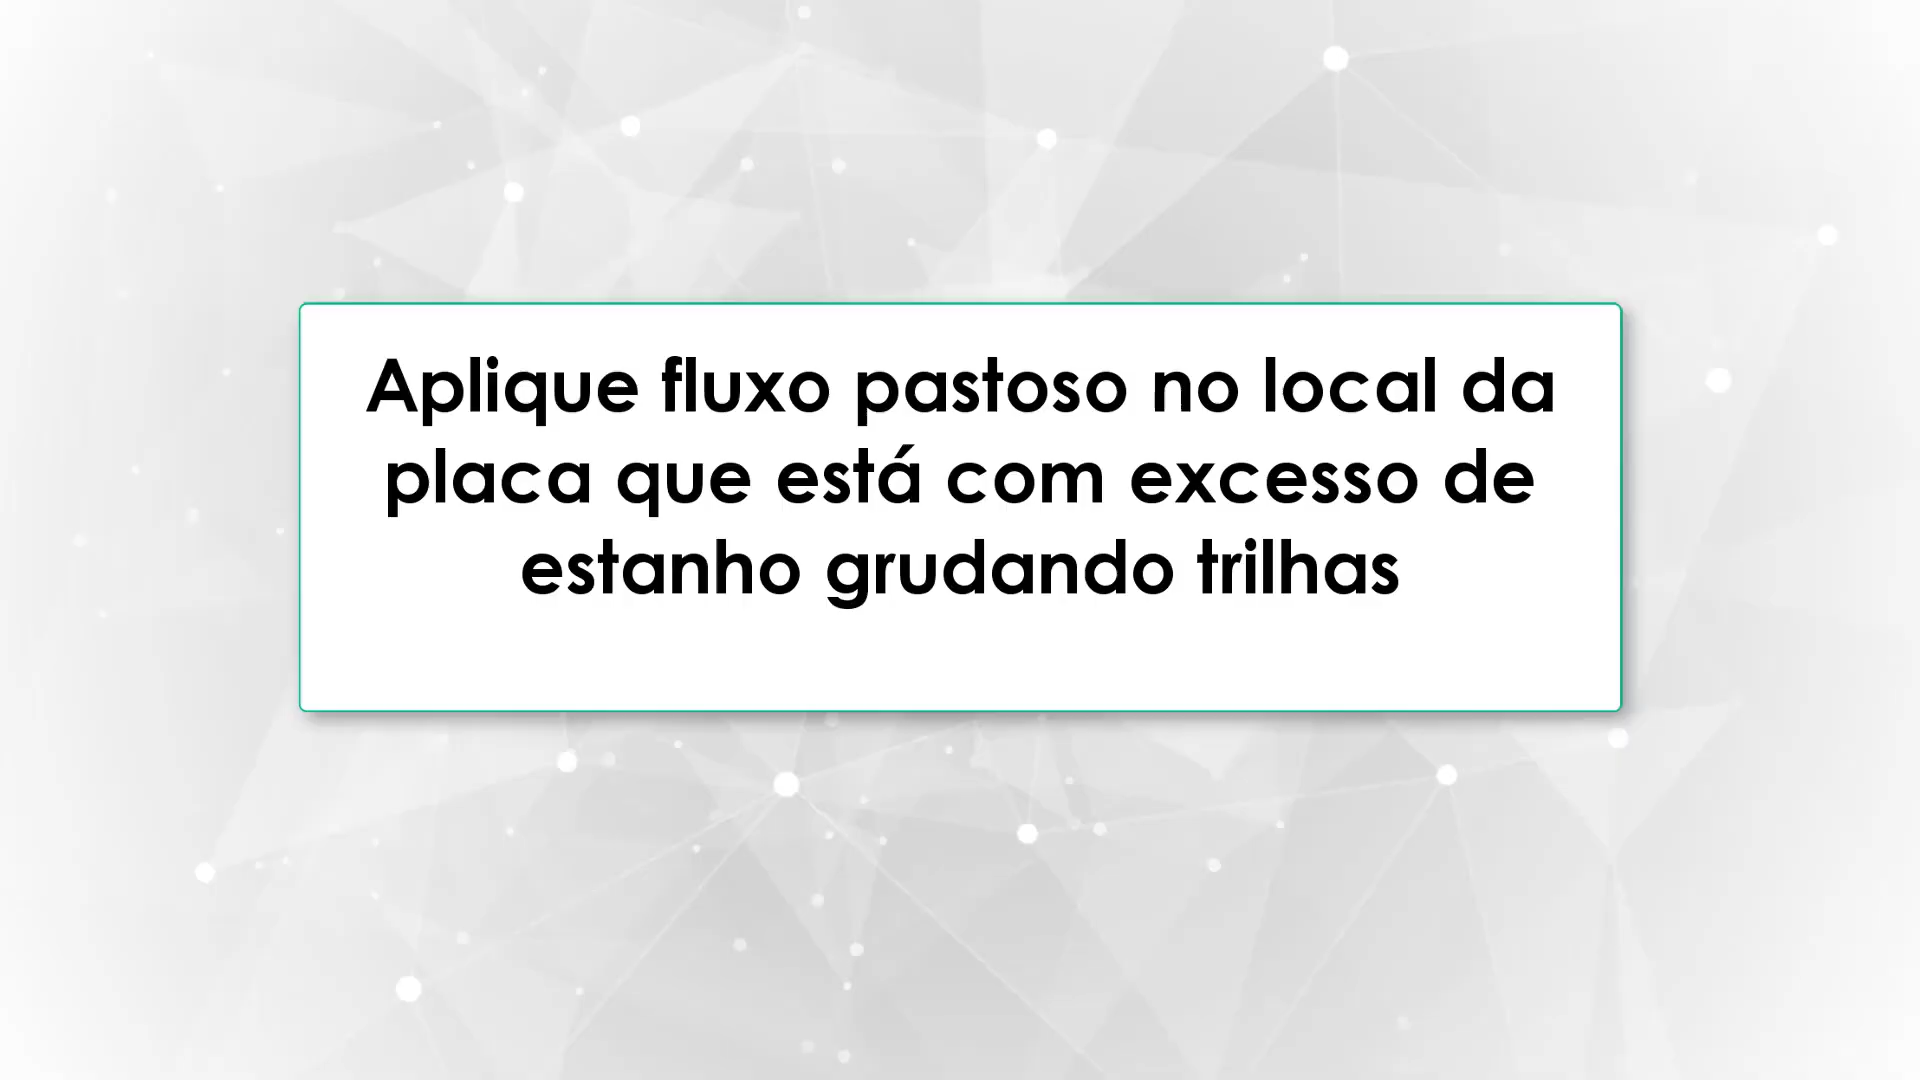 Aplique fluxo pastoso no local da
placa que está com excesso de
estanho grudando trilhas